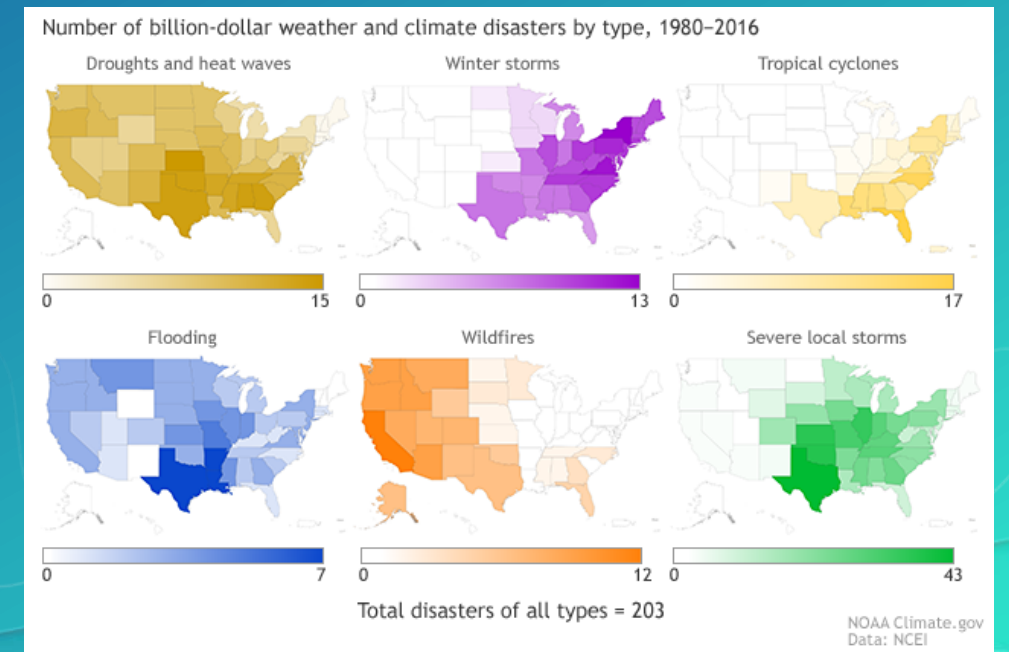 Number of billion-dollar weather and climate disasters by type, 1980–2016
Droughts and heat waves
Winter storms
Tropical cyclones
0 15
0 13
0 17
Flooding
Wildfires
Severe local storms
0 7
0 12
0 43
Total disasters of all types = 203
NOAA Climate.gov
Data: NCEI